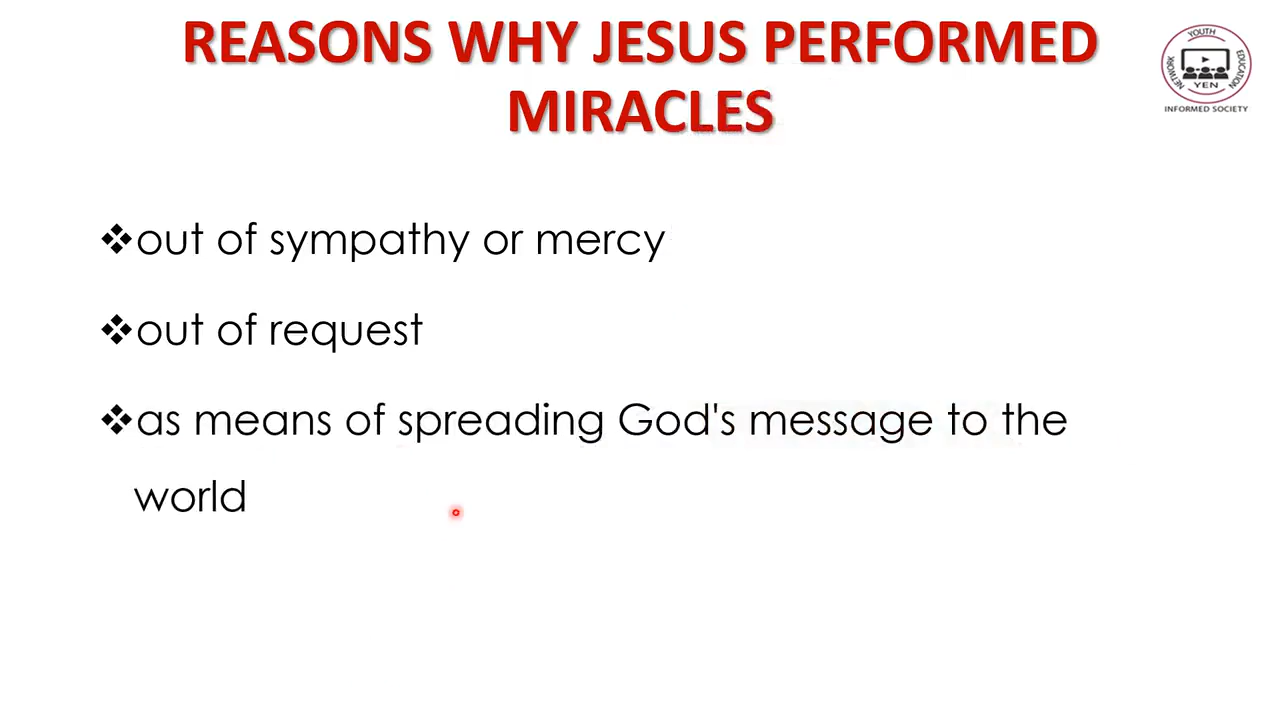 REASONS WHY JESUS PERFORMED
MIRACLES
YOUTH
NETWORK
EDUCATION
YEN
INFORMED SOCIETY
❖out of sympathy or mercy
❖out of request
❖as means of spreading God's message to the
world